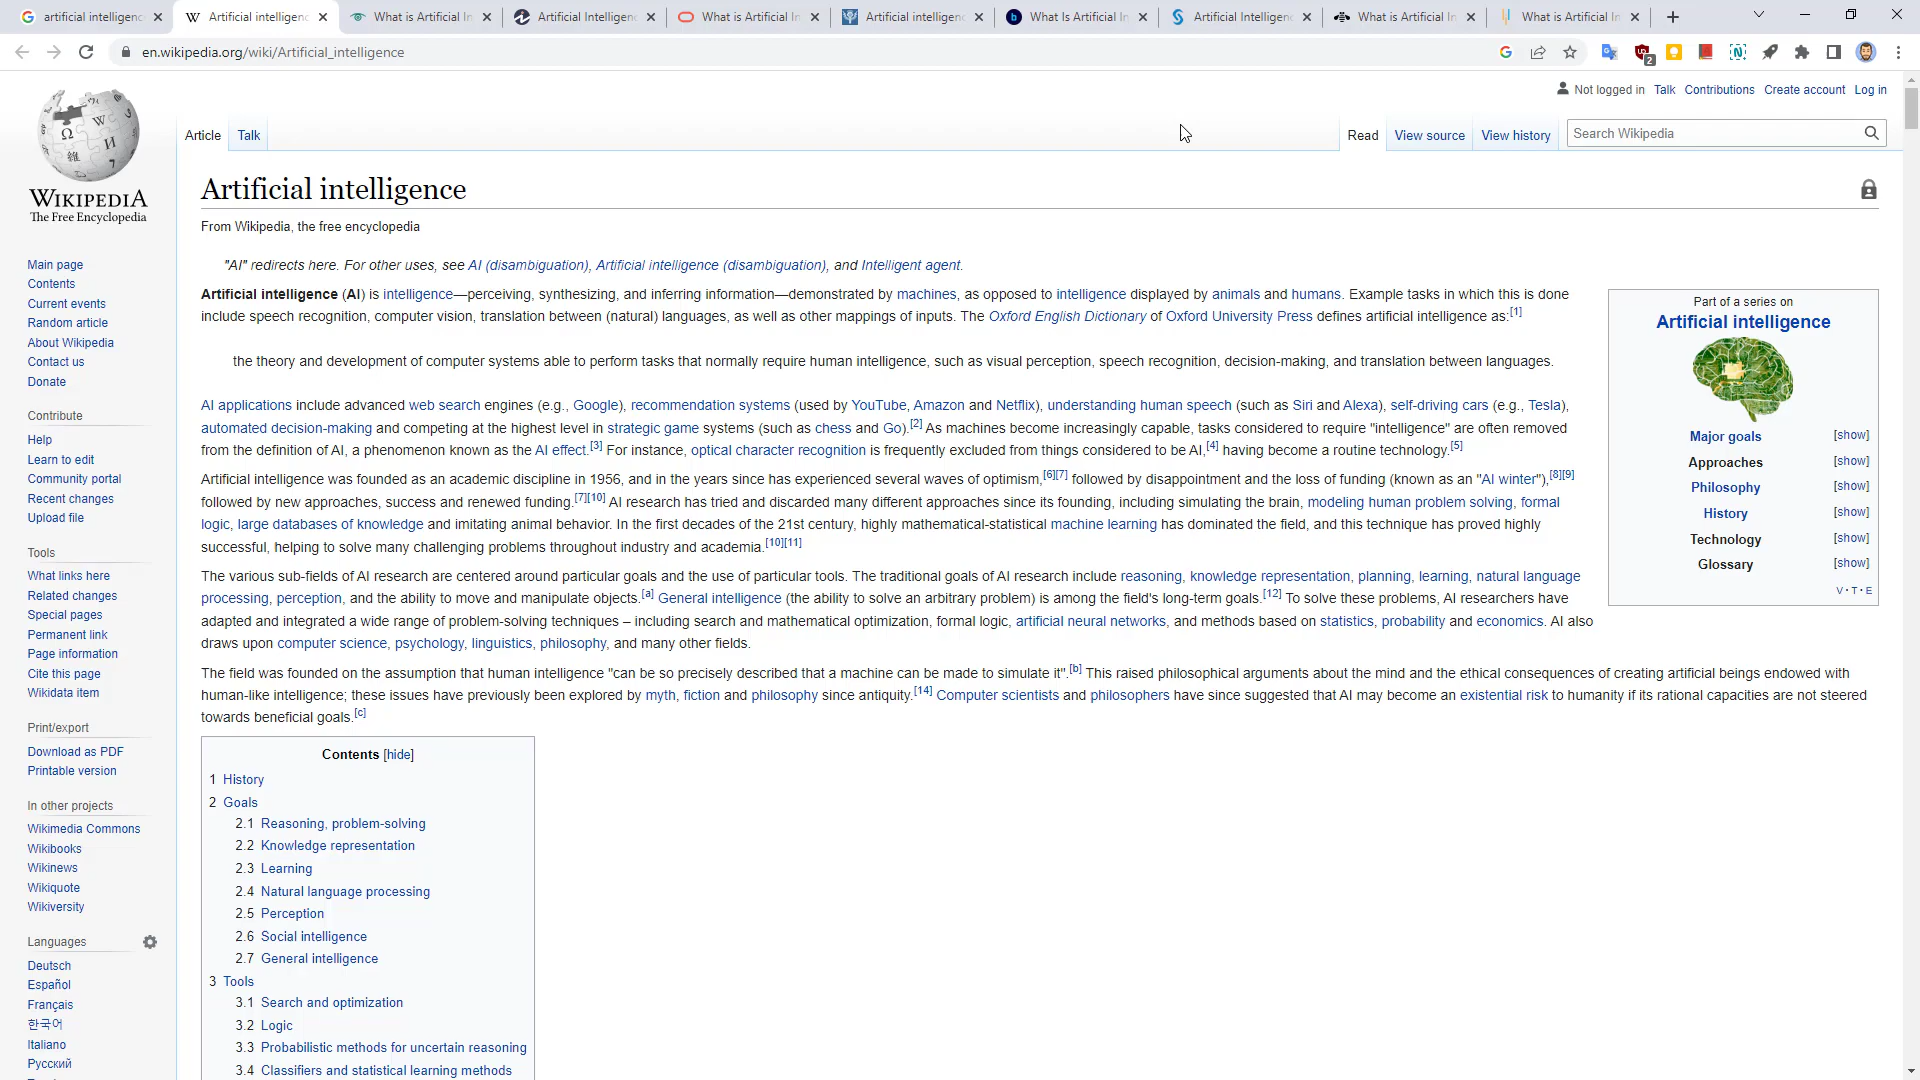 artificial intelligence
Artificial intelligence
What is Artificial In
Artificial Intelligence
What is Artificial In
Artificial intelligence
What Is Artificial In
Artificial Intelligence
What is Artificial In
What is Artificial In
en.wikipedia.org/wiki/Artificial_intelligence
2
Not logged in Talk Contributions Create account Log in
Article Talk
Read View source View history
Search Wikipedia
WIKIPEDIA
The Free Encyclopedia
Main page
Contents
Current events
Random article
About Wikipedia
Contact us
Donate
Contribute
Help
Learn to edit
Community portal
Recent changes
Upload file
Tools
What links here
Related changes
Special pages
Permanent link
Page information
Cite this page
Wikidata item
Print/export
Download as PDF
Printable version
In other projects
Wikimedia Commons
Wikibooks
Wikinews
Wikiquote
Wikiversity
Languages
Deutsch
Español
Français
한국어
Italiano
Русский
Artificial intelligence
From Wikipedia, the free encyclopedia
"AI" redirects here. For other uses, see AI (disambiguation), Artificial intelligence (disambiguation), and Intelligent agent.
Artificial intelligence (AI) is intelligence—perceiving, synthesizing, and inferring information—demonstrated by machines, as opposed to intelligence displayed by animals and humans. Example tasks in which this is done
include speech recognition, computer vision, translation between (natural) languages, as well as other mappings of inputs. The Oxford English Dictionary of Oxford University Press defines artificial intelligence as:[1]
the theory and development of computer systems able to perform tasks that normally require human intelligence, such as visual perception, speech recognition, decision-making, and translation between languages.
AI applications include advanced web search engines (e.g., Google), recommendation systems (used by YouTube, Amazon and Netflix), understanding human speech (such as Siri and Alexa), self-driving cars (e.g., Tesla),
automated decision-making and competing at the highest level in strategic game systems (such as chess and Go).[2] As machines become increasingly capable, tasks considered to require "intelligence" are often removed
from the definition of AI, a phenomenon known as the AI effect.[3] For instance, optical character recognition is frequently excluded from things considered to be AI,[4] having become a routine technology.[5]
Artificial intelligence was founded as an academic discipline in 1956, and in the years since has experienced several waves of optimism,[6][7] followed by disappointment and the loss of funding (known as an "AI winter"),[8][9]
followed by new approaches, success and renewed funding.[7][10] AI research has tried and discarded many different approaches since its founding, including simulating the brain, modeling human problem solving, formal
logic, large databases of knowledge and imitating animal behavior. In the first decades of the 21st century, highly mathematical-statistical machine learning has dominated the field, and this technique has proved highly
successful, helping to solve many challenging problems throughout industry and academia.[10][11]
The various sub-fields of AI research are centered around particular goals and the use of particular tools. The traditional goals of AI research include reasoning, knowledge representation, planning, learning, natural language
processing, perception, and the ability to move and manipulate objects.[a] General intelligence (the ability to solve an arbitrary problem) is among the field's long-term goals.[12] To solve these problems, AI researchers have
adapted and integrated a wide range of problem-solving techniques – including search and mathematical optimization, formal logic, artificial neural networks, and methods based on statistics, probability and economics. AI also
draws upon computer science, psychology, linguistics, philosophy, and many other fields.
The field was founded on the assumption that human intelligence "can be so precisely described that a machine can be made to simulate it".[b] This raised philosophical arguments about the mind and the ethical consequences of creating artificial beings endowed with
human-like intelligence; these issues have previously been explored by myth, fiction and philosophy since antiquity.[14] Computer scientists and philosophers have since suggested that AI may become an existential risk to humanity if its rational capacities are not steered
towards beneficial goals.[c]
Part of a series on
Artificial intelligence
Major goals [show]
Approaches [show]
Philosophy [show]
History [show]
Technology [show]
Glossary [show]
V · T · E
Contents [hide]
1 History
2 Goals
2.1 Reasoning, problem-solving
2.2 Knowledge representation
2.3 Learning
2.4 Natural language processing
2.5 Perception
2.6 Social intelligence
2.7 General intelligence
3 Tools
3.1 Search and optimization
3.2 Logic
3.3 Probabilistic methods for uncertain reasoning
3.4 Classifiers and statistical learning methods